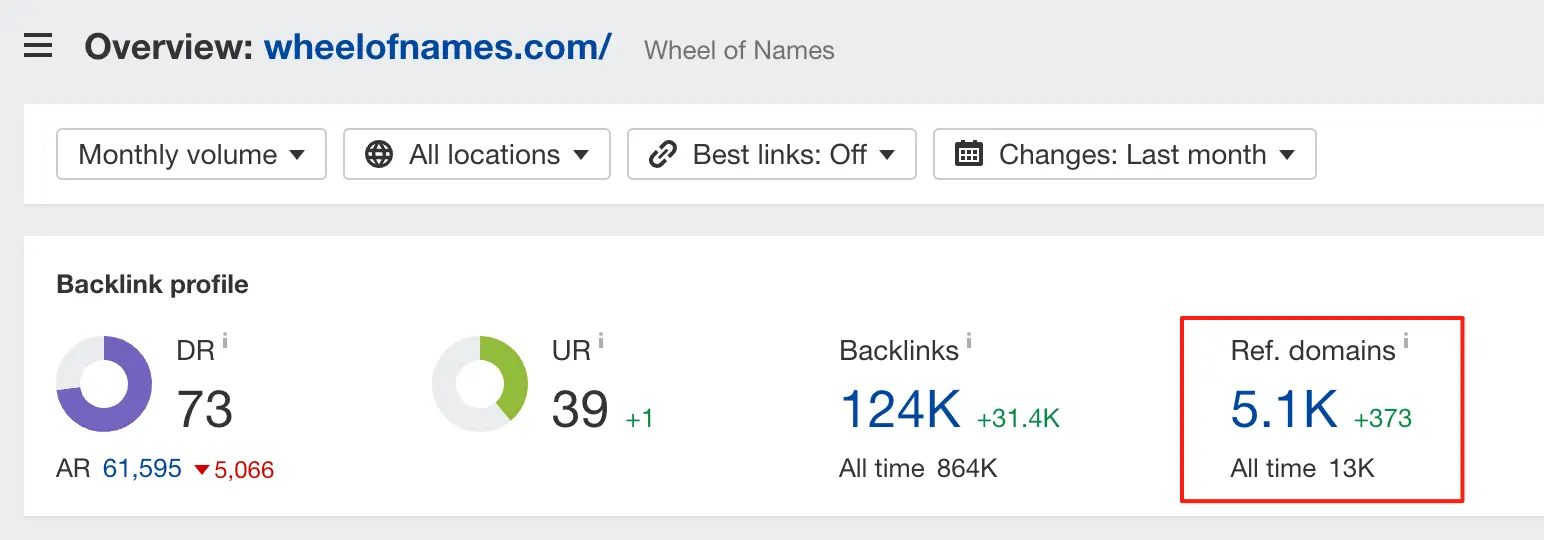 Overview: wheelofnames.com/ Wheel of Names
Monthly volume All locations Best links: Off Changes: Last month
Backlink profile
DR i UR i Backlinks i Ref. domains i
73 39 +1 124K +31.4K 5.1K +373
AR 61,595 5,066 All time 864K All time 13K